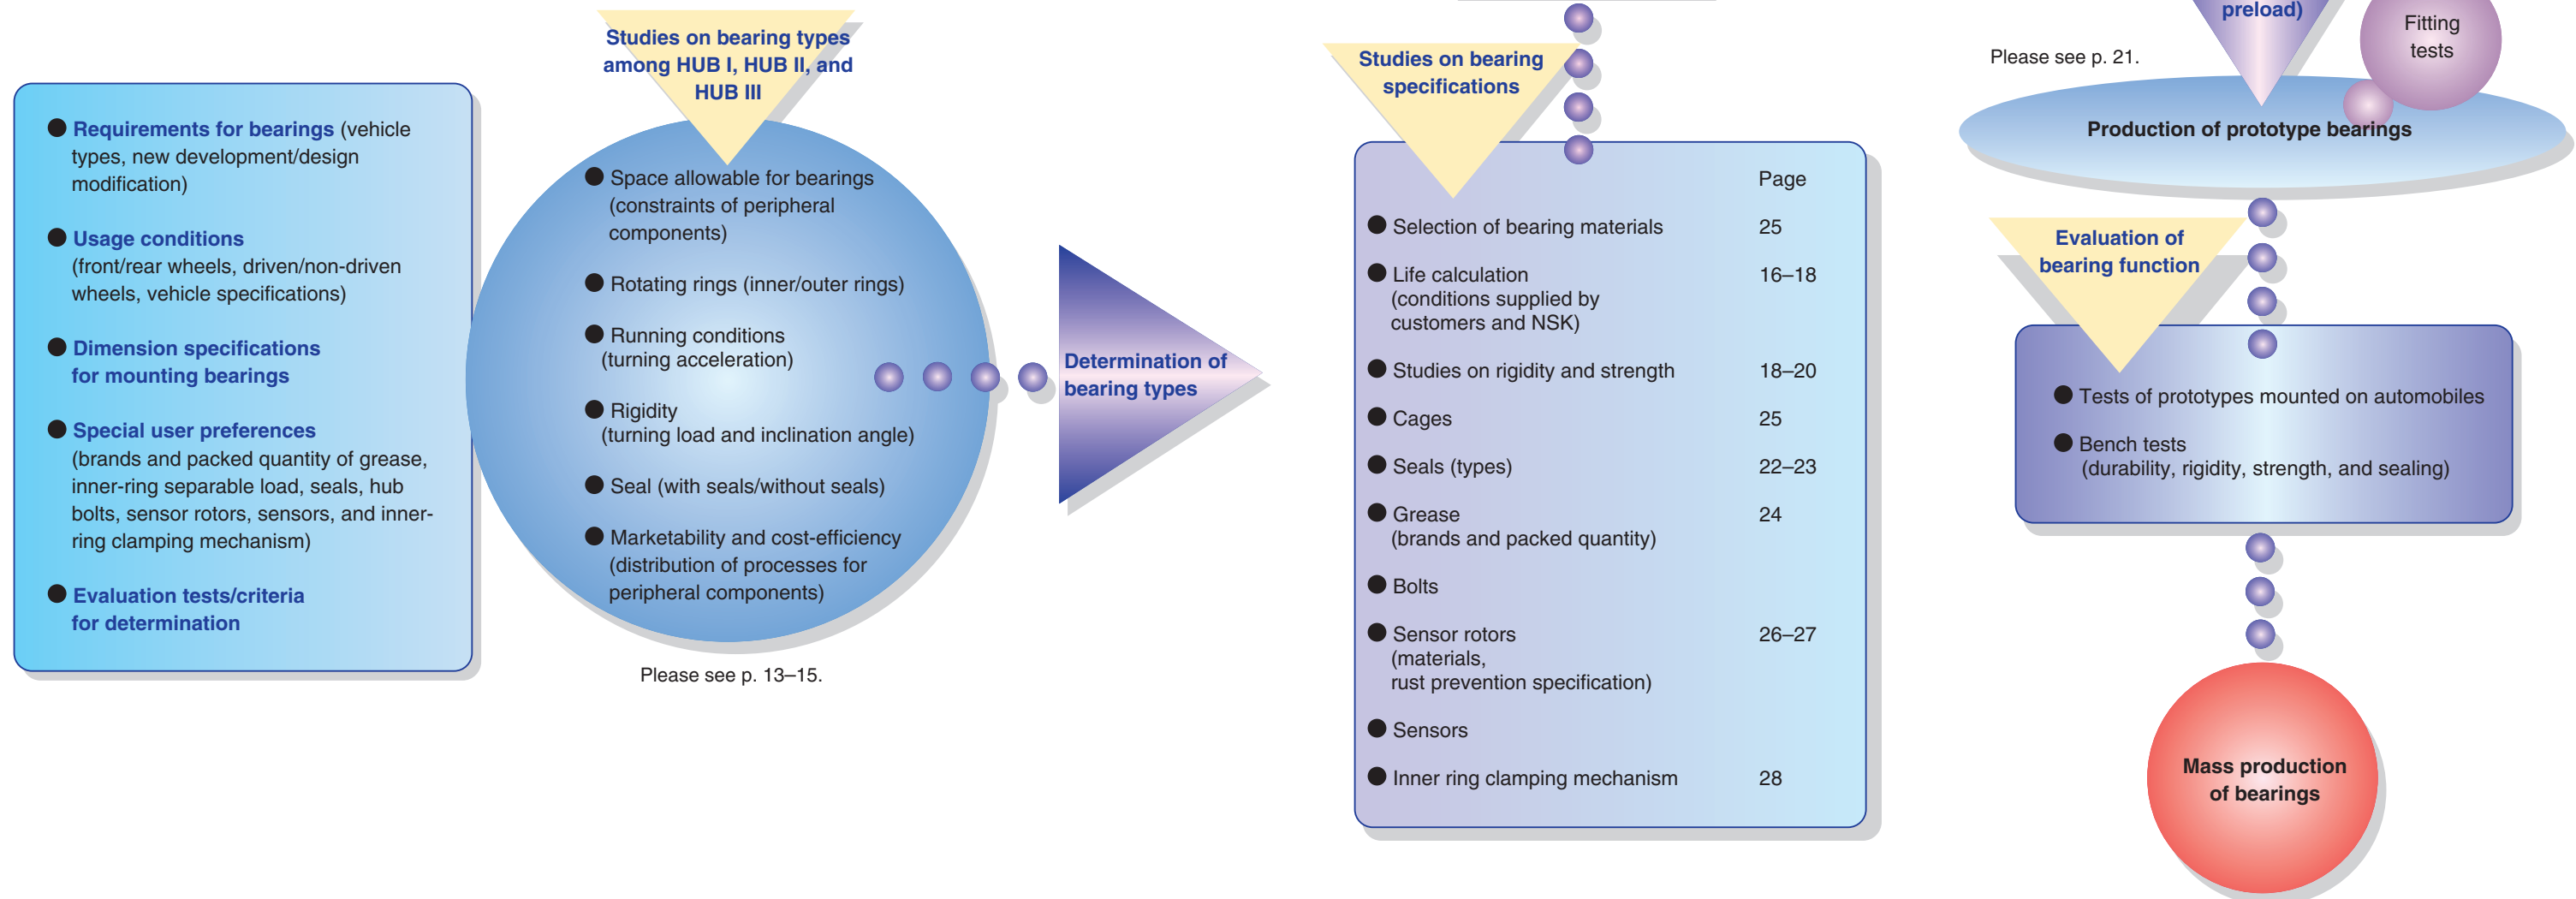 ● Requirements for bearings (vehicle
types, new development/design
modification)
● Usage conditions
(front/rear wheels, driven/non-driven
wheels, vehicle specifications)
● Dimension specifications
for mounting bearings
● Special user preferences
(brands and packed quantity of grease,
inner-ring separable load, seals, hub
bolts, sensor rotors, sensors, and inner-
ring clamping mechanism)
● Evaluation tests/criteria
for determination
Studies on bearing types
among HUB I, HUB II, and
HUB III
● Space allowable for bearings
(constraints of peripheral
components)
● Rotating rings (inner/outer rings)
● Running conditions
(turning acceleration)
● Rigidity
(turning load and inclination angle)
● Seal (with seals/without seals)
● Marketability and cost-efficiency
(distribution of processes for
peripheral components)
Please see p. 13–15.
Determination of
bearing types
Studies on bearing
specifications
Page
● Selection of bearing materials 25
● Life calculation 16–18
(conditions supplied by
customers and NSK)
● Studies on rigidity and strength 18–20
● Cages 25
● Seals (types) 22–23
● Grease 24
(brands and packed quantity)
● Bolts
● Sensor rotors 26–27
(materials,
rust prevention specification)
● Sensors
● Inner ring clamping mechanism 28
preload)
Fitting
tests
Please see p. 21.
Production of prototype bearings
Evaluation of
bearing function
● Tests of prototypes mounted on automobiles
● Bench tests
(durability, rigidity, strength, and sealing)
Mass production
of bearings